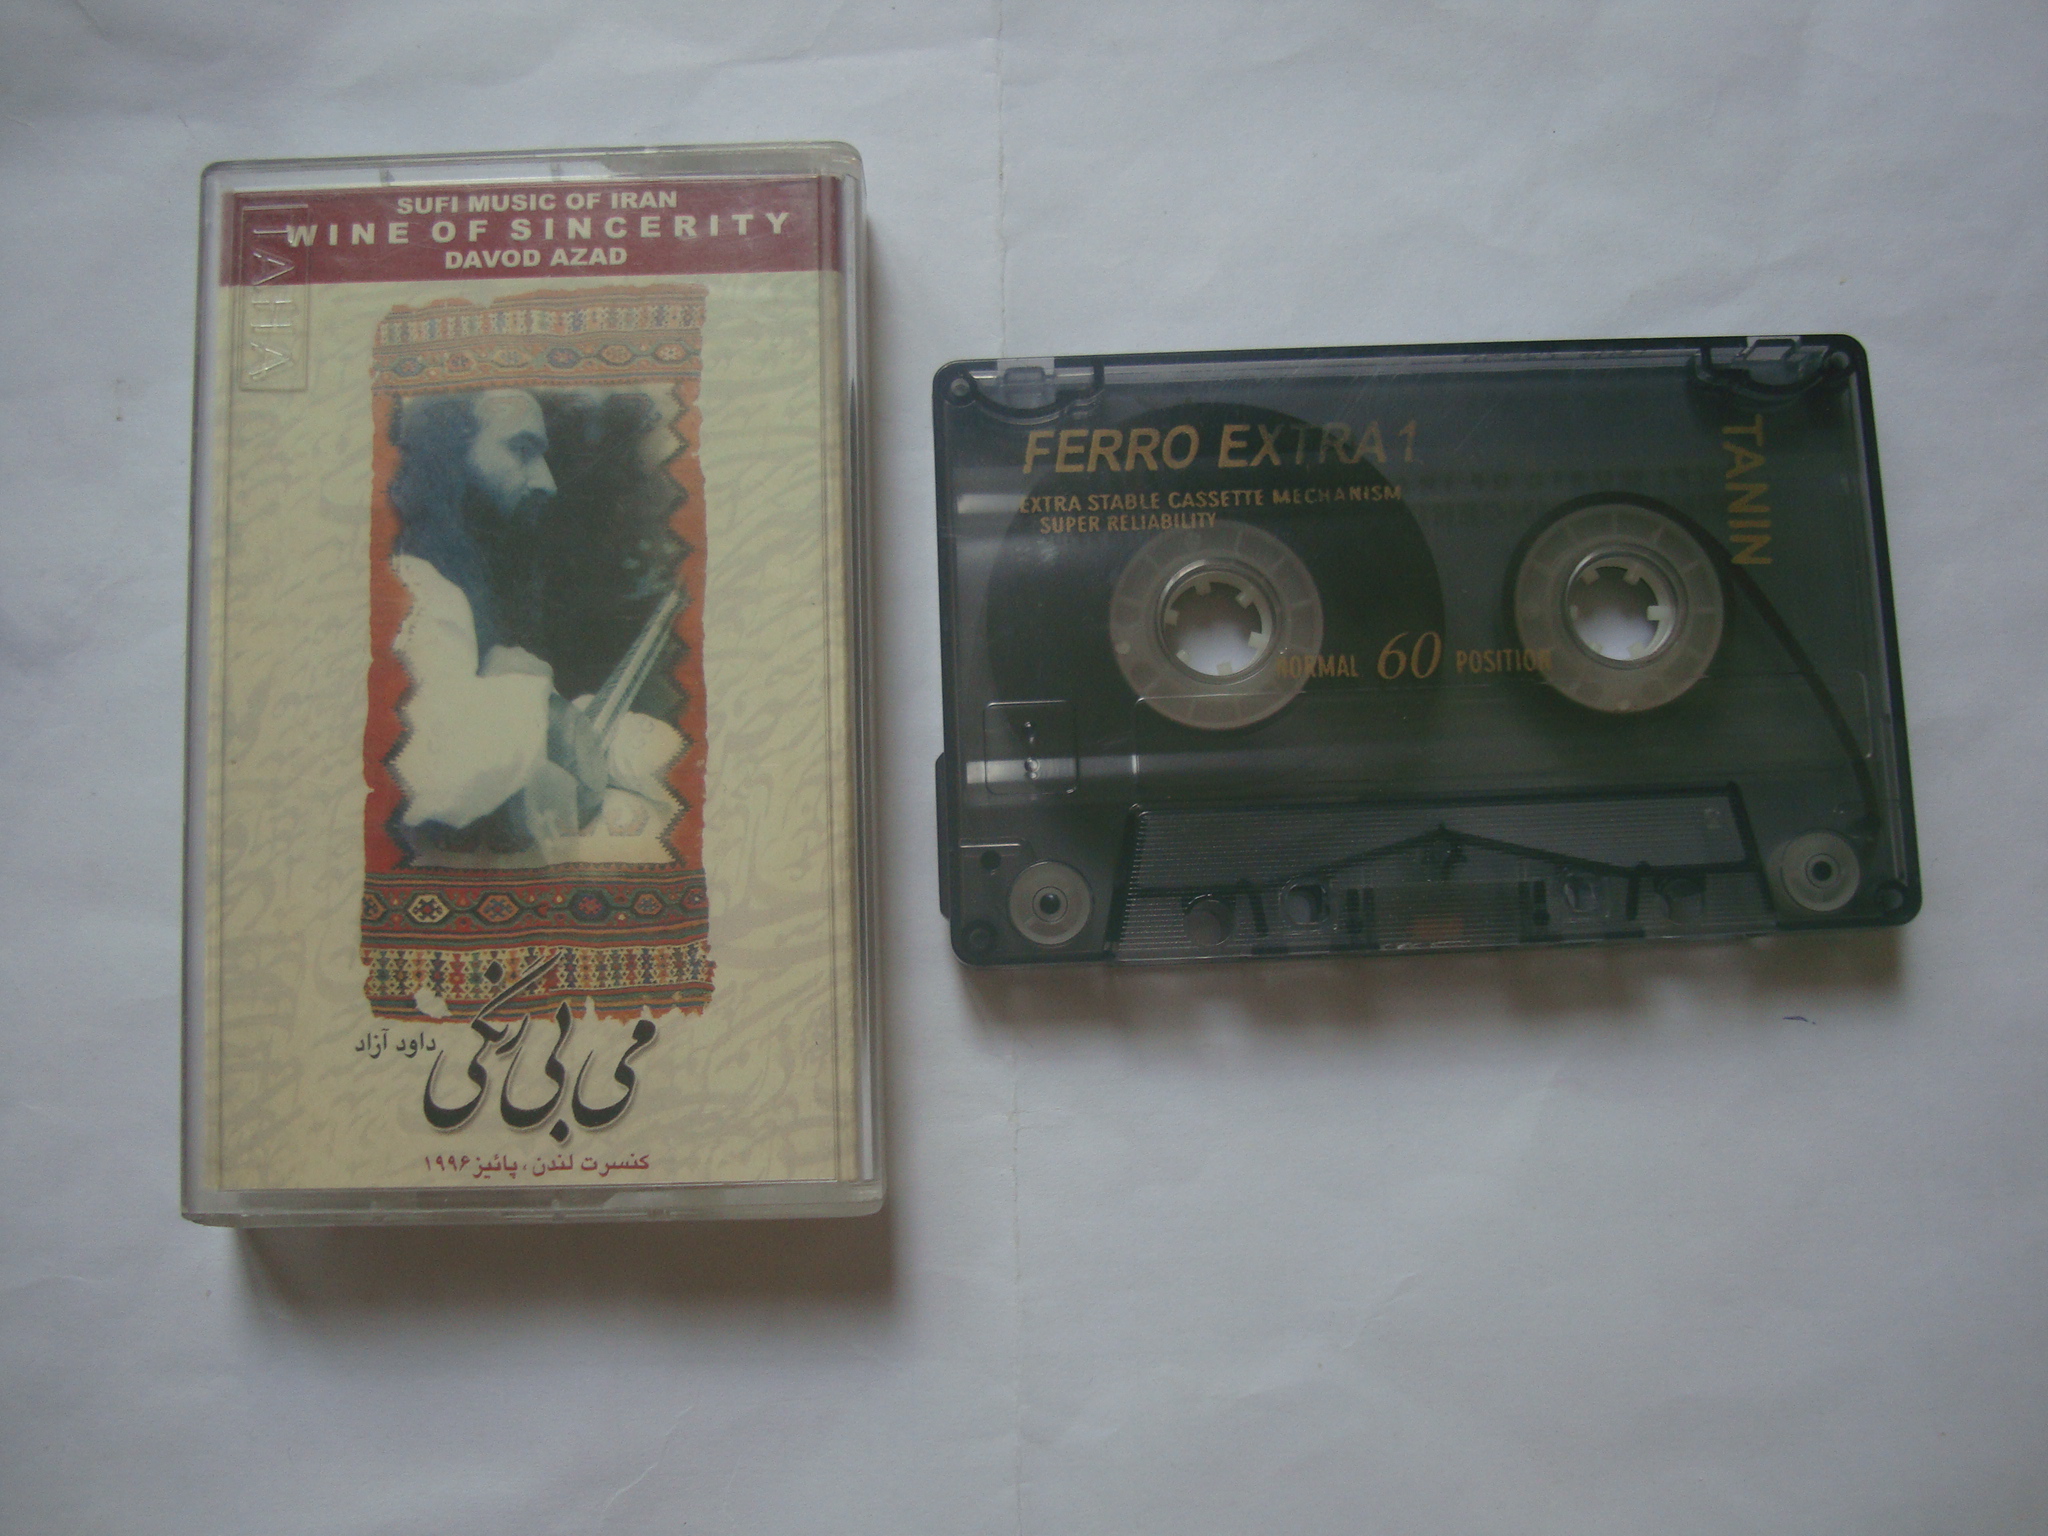 SUFI MUSIC OF IRAN
WINE OF SINCERITY
DAVOD AZAD
TAHA
می بی رنگی
داود آزاد
کنسرت لندن، پائیز ۱۹۹۶
FERRO EXTRA 1
EXTRA STABLE CASSETTE MECHANISM
SUPER RELIABILITY
TANIN
NORMAL 60 POSITION